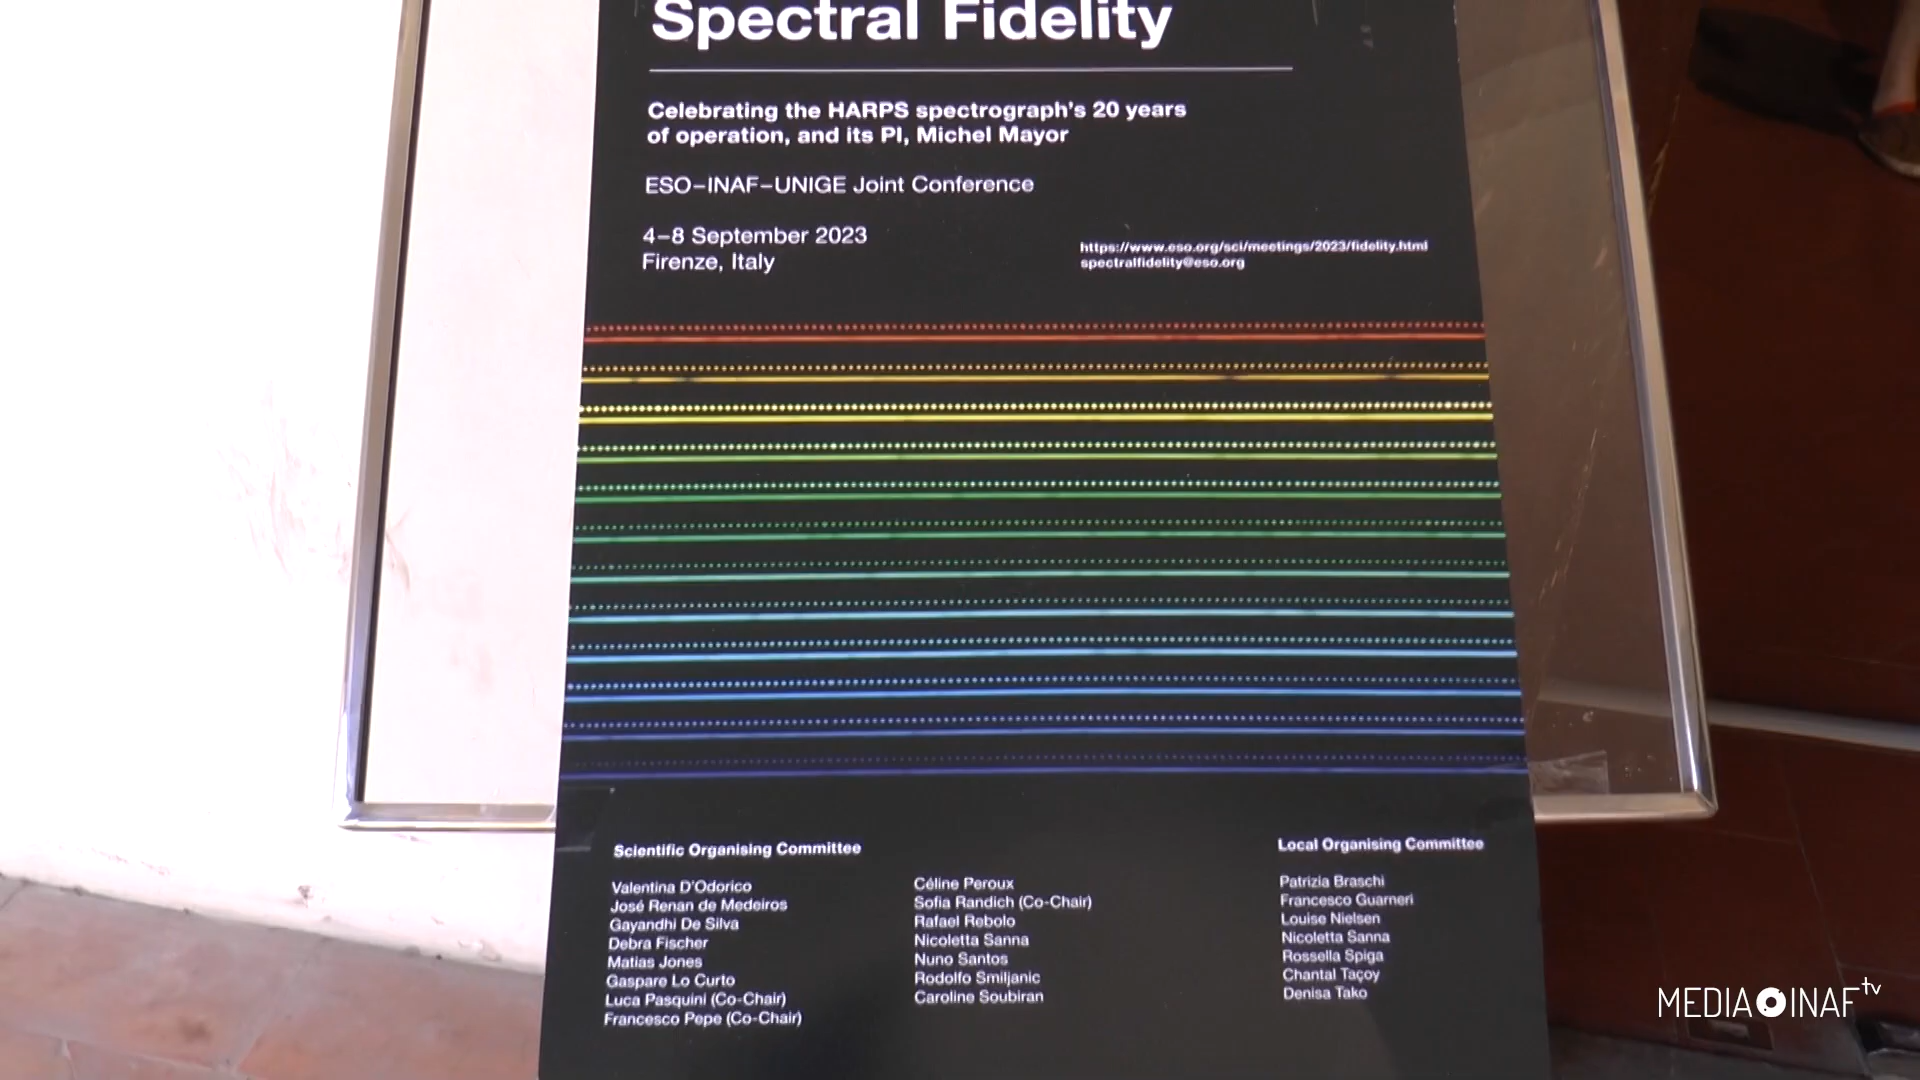 Spectral Fidelity
Celebrating the HARPS spectrograph's 20 years
of operation, and its PI, Michel Mayor
ESO–INAF–UNIGE Joint Conference
4–8 September 2023
Firenze, Italy
https://www.eso.org/sci/meetings/2023/fidelity.html
spectralfidelity@eso.org
Scientific Organising Committee
Valentina D'Odorico
José Renan de Medeiros
Gayandhi De Silva
Debra Fischer
Matias Jones
Gaspare Lo Curto
Luca Pasquini (Co-Chair)
Francesco Pepe (Co-Chair)
Céline Peroux
Sofia Randich (Co-Chair)
Rafael Rebolo
Nicoletta Sanna
Nuno Santos
Rodolfo Smiljanic
Caroline Soubiran
Local Organising Committee
Patrizia Braschi
Francesco Guarneri
Louise Nielsen
Nicoletta Sanna
Rossella Spiga
Chantal Taçoy
Denisa Tako
MEDIA INAF tv